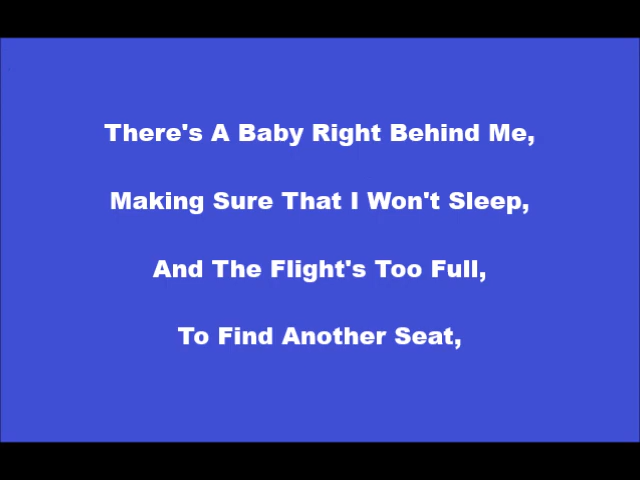 There's A Baby Right Behind Me,
Making Sure That I Won't Sleep,
And The Flight's Too Full,
To Find Another Seat,